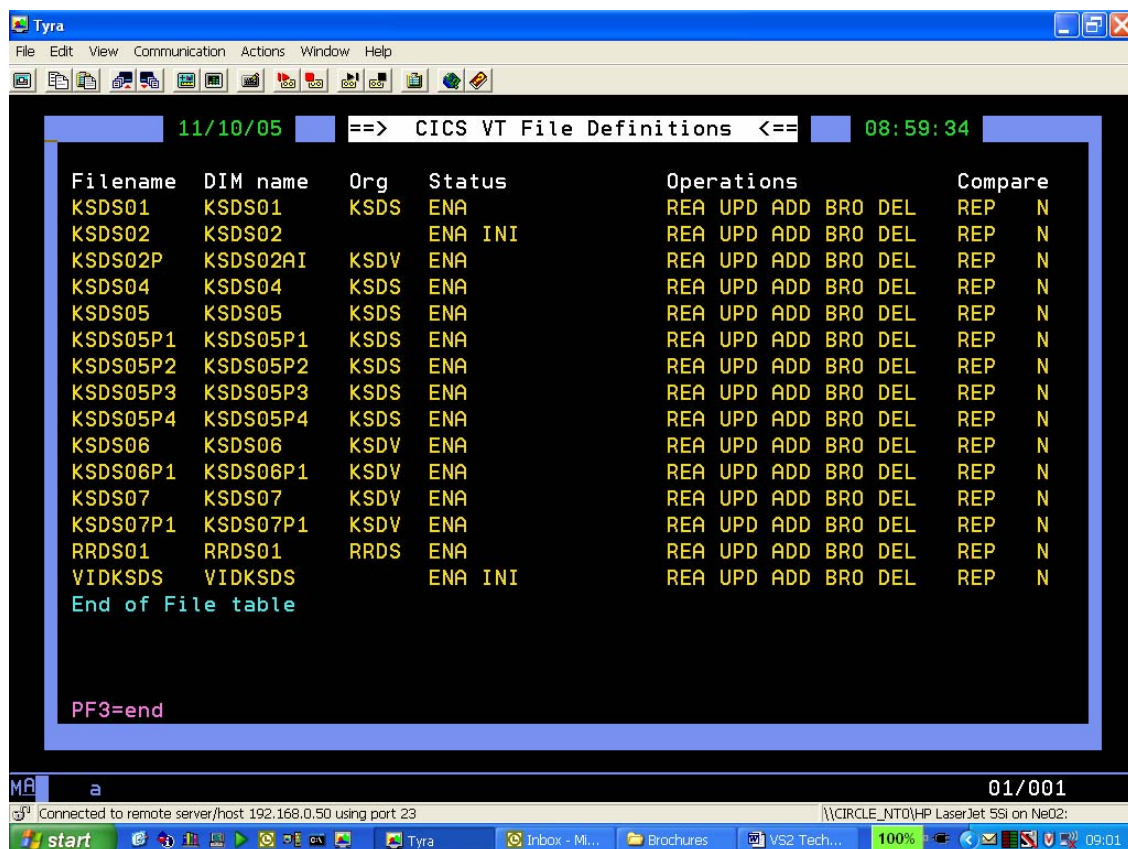 Tyra
File Edit View Communication Actions Window Help
11/10/05 ==> CICS VT File Definitions <== 08:59:34
Filename DIM name Org Status Operations Compare
KSDS01 KSDS01 KSDS ENA REA UPD ADD BRO DEL REP N
KSDS02 KSDS02 ENA INI REA UPD ADD BRO DEL REP N
KSDS02P KSDS02AI KSDV ENA REA UPD ADD BRO DEL REP N
KSDS04 KSDS04 KSDS ENA REA UPD ADD BRO DEL REP N
KSDS05 KSDS05 KSDS ENA REA UPD ADD BRO DEL REP N
KSDS05P1 KSDS05P1 KSDS ENA REA UPD ADD BRO DEL REP N
KSDS05P2 KSDS05P2 KSDS ENA REA UPD ADD BRO DEL REP N
KSDS05P3 KSDS05P3 KSDS ENA REA UPD ADD BRO DEL REP N
KSDS05P4 KSDS05P4 KSDS ENA REA UPD ADD BRO DEL REP N
KSDS06 KSDS06 KSDV ENA REA UPD ADD BRO DEL REP N
KSDS06P1 KSDS06P1 KSDV ENA REA UPD ADD BRO DEL REP N
KSDS07 KSDS07 KSDV ENA REA UPD ADD BRO DEL REP N
KSDS07P1 KSDS07P1 KSDV ENA REA UPD ADD BRO DEL REP N
RRDS01 RRDS01 RRDS ENA REA UPD ADD BRO DEL REP N
VIDKSDS VIDKSDS ENA INI REA UPD ADD BRO DEL REP N
End of File table
PF3=end
MA a 01/001
Connected to remote server/host 192.168.0.50 using port 23 \\CIRCLE_NT0\HP LaserJet 5Si on Ne02:
start Tyra Inbox - Mi... Brochures VS2 Tech... 100% 09:01